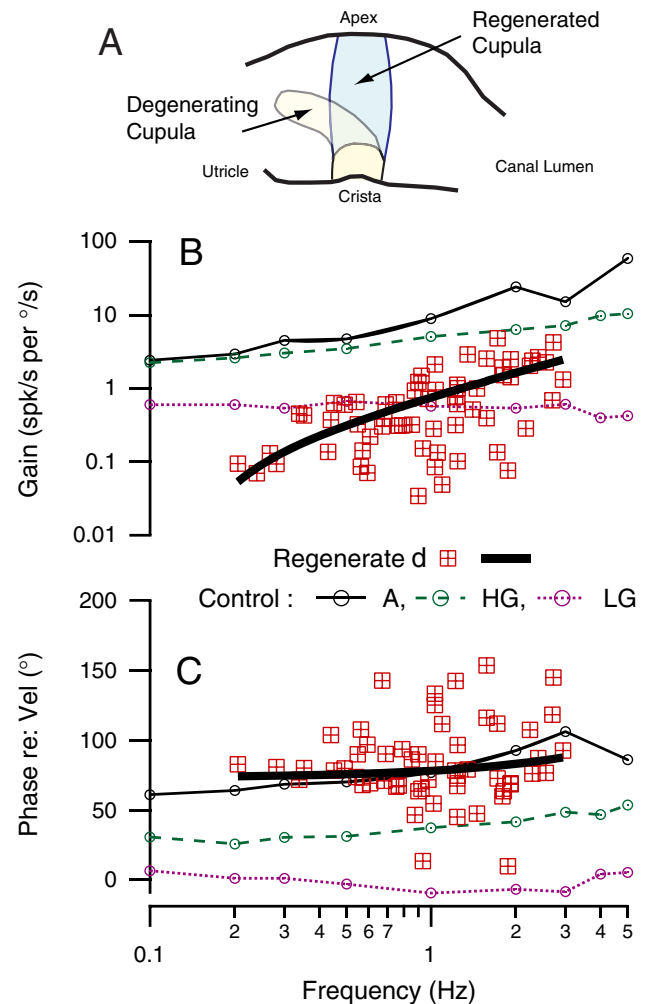 A
Apex
Regenerated
Cupula
Degenerating
Cupula
Utricle
Canal Lumen
Crista
B
Gain (spk/s per °/s)
100
10
1
0.1
0.01
Regenerate d
Control : A, HG, LG
C
Phase re: Vel (°)
200
150
100
50
0
2 3 4 5 6 7 2 3 4 5
0.1 1
Frequency (Hz)